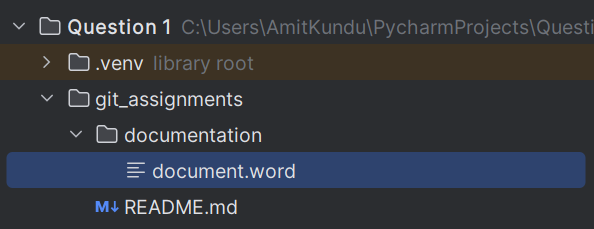 Question 1 C:\Users\AmitKundu\PycharmProjects\Questi
.venv library root
git_assignments
documentation
document.word
M↓ README.md